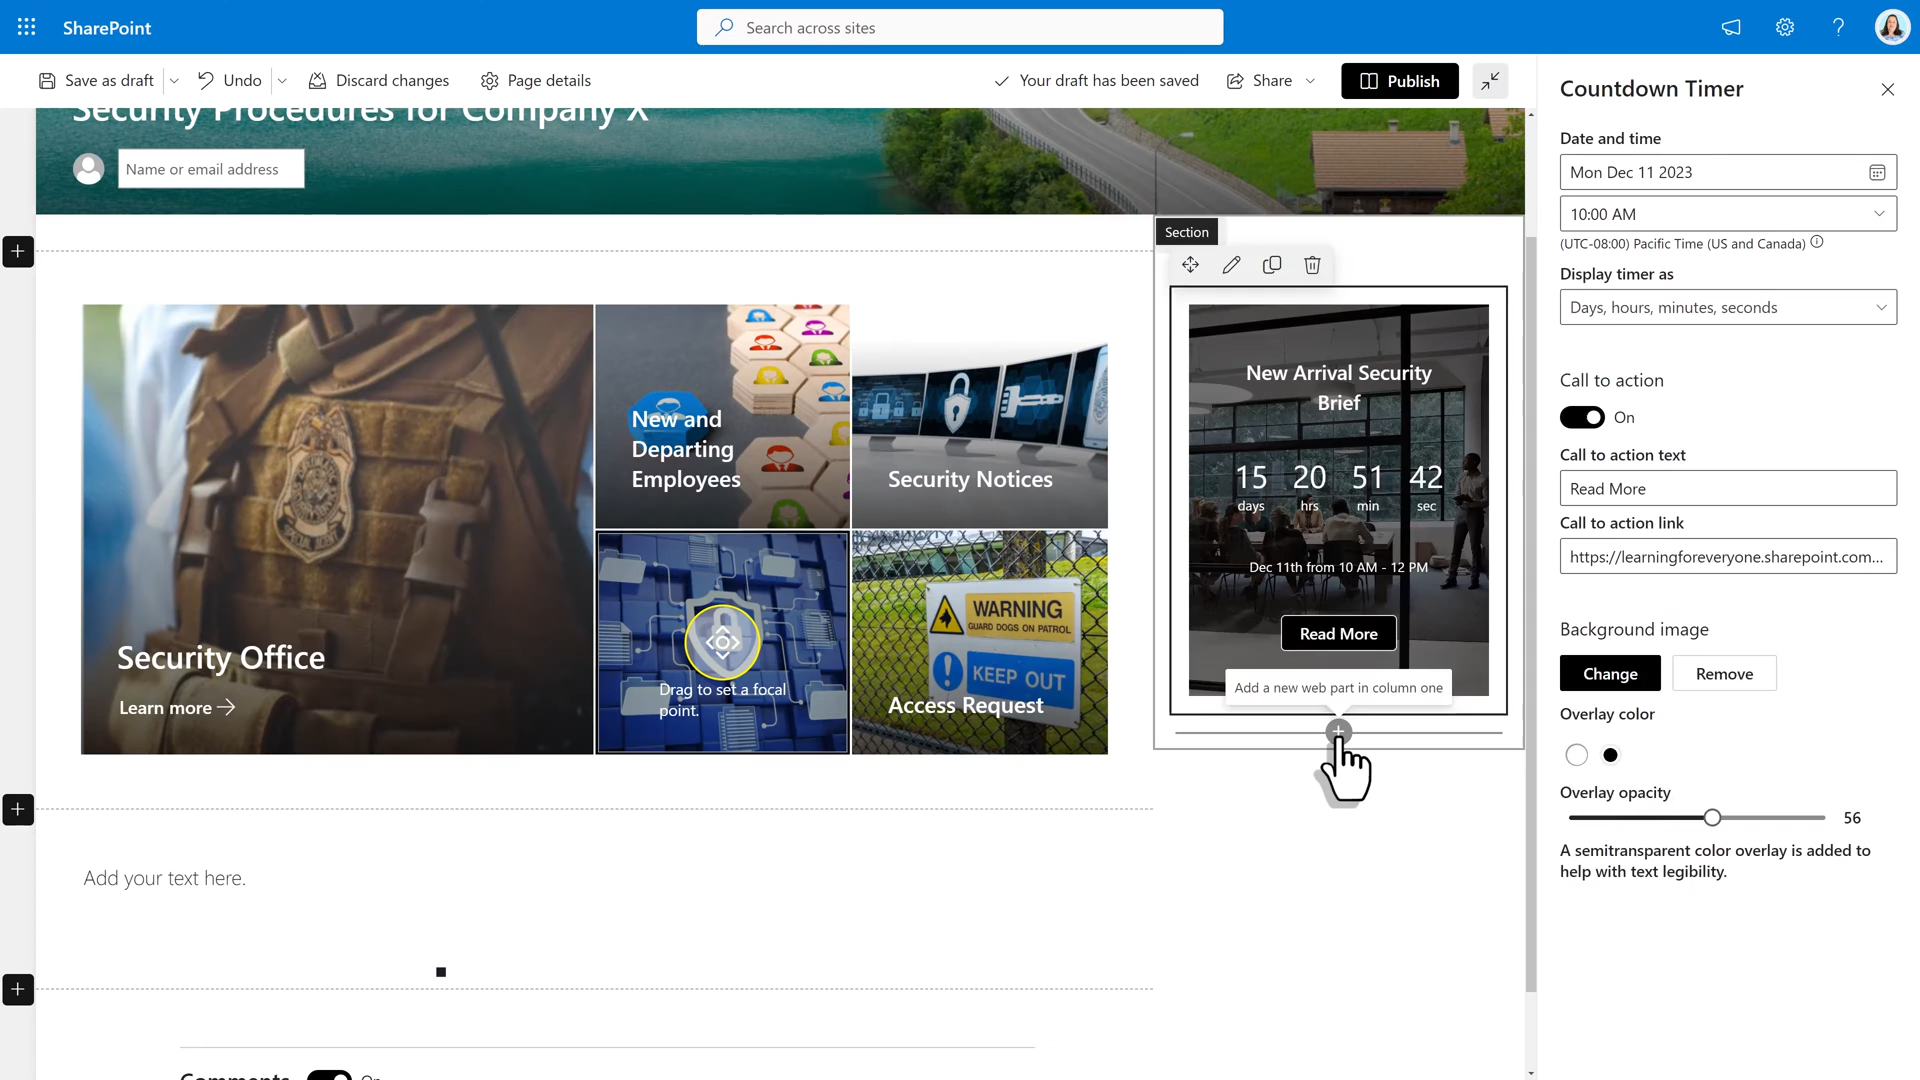 SharePoint
Search across sites
Save as draft
Undo
Discard changes
Page details
Your draft has been saved
Share
Publish
Security Procedures for Company X
Name or email address
Section
New and
Departing
Employees
Security Notices
Security Office
Learn more
Drag to set a focal
point.
WARNING
GUARD DOGS ON PATROL
KEEP OUT
Access Request
New Arrival Security
Brief
15 20 51 42
days hrs min sec
Dec 11th from 10 AM - 12 PM
Read More
Add a new web part in column one
Add your text here.
Comments
On
Countdown Timer
Date and time
Mon Dec 11 2023
10:00 AM
(UTC-08:00) Pacific Time (US and Canada)
Display timer as
Days, hours, minutes, seconds
Call to action
On
Call to action text
Read More
Call to action link
https://learningforeveryone.sharepoint.com...
Background image
Change
Remove
Overlay color
Overlay opacity
56
A semitransparent color overlay is added to
help with text legibility.